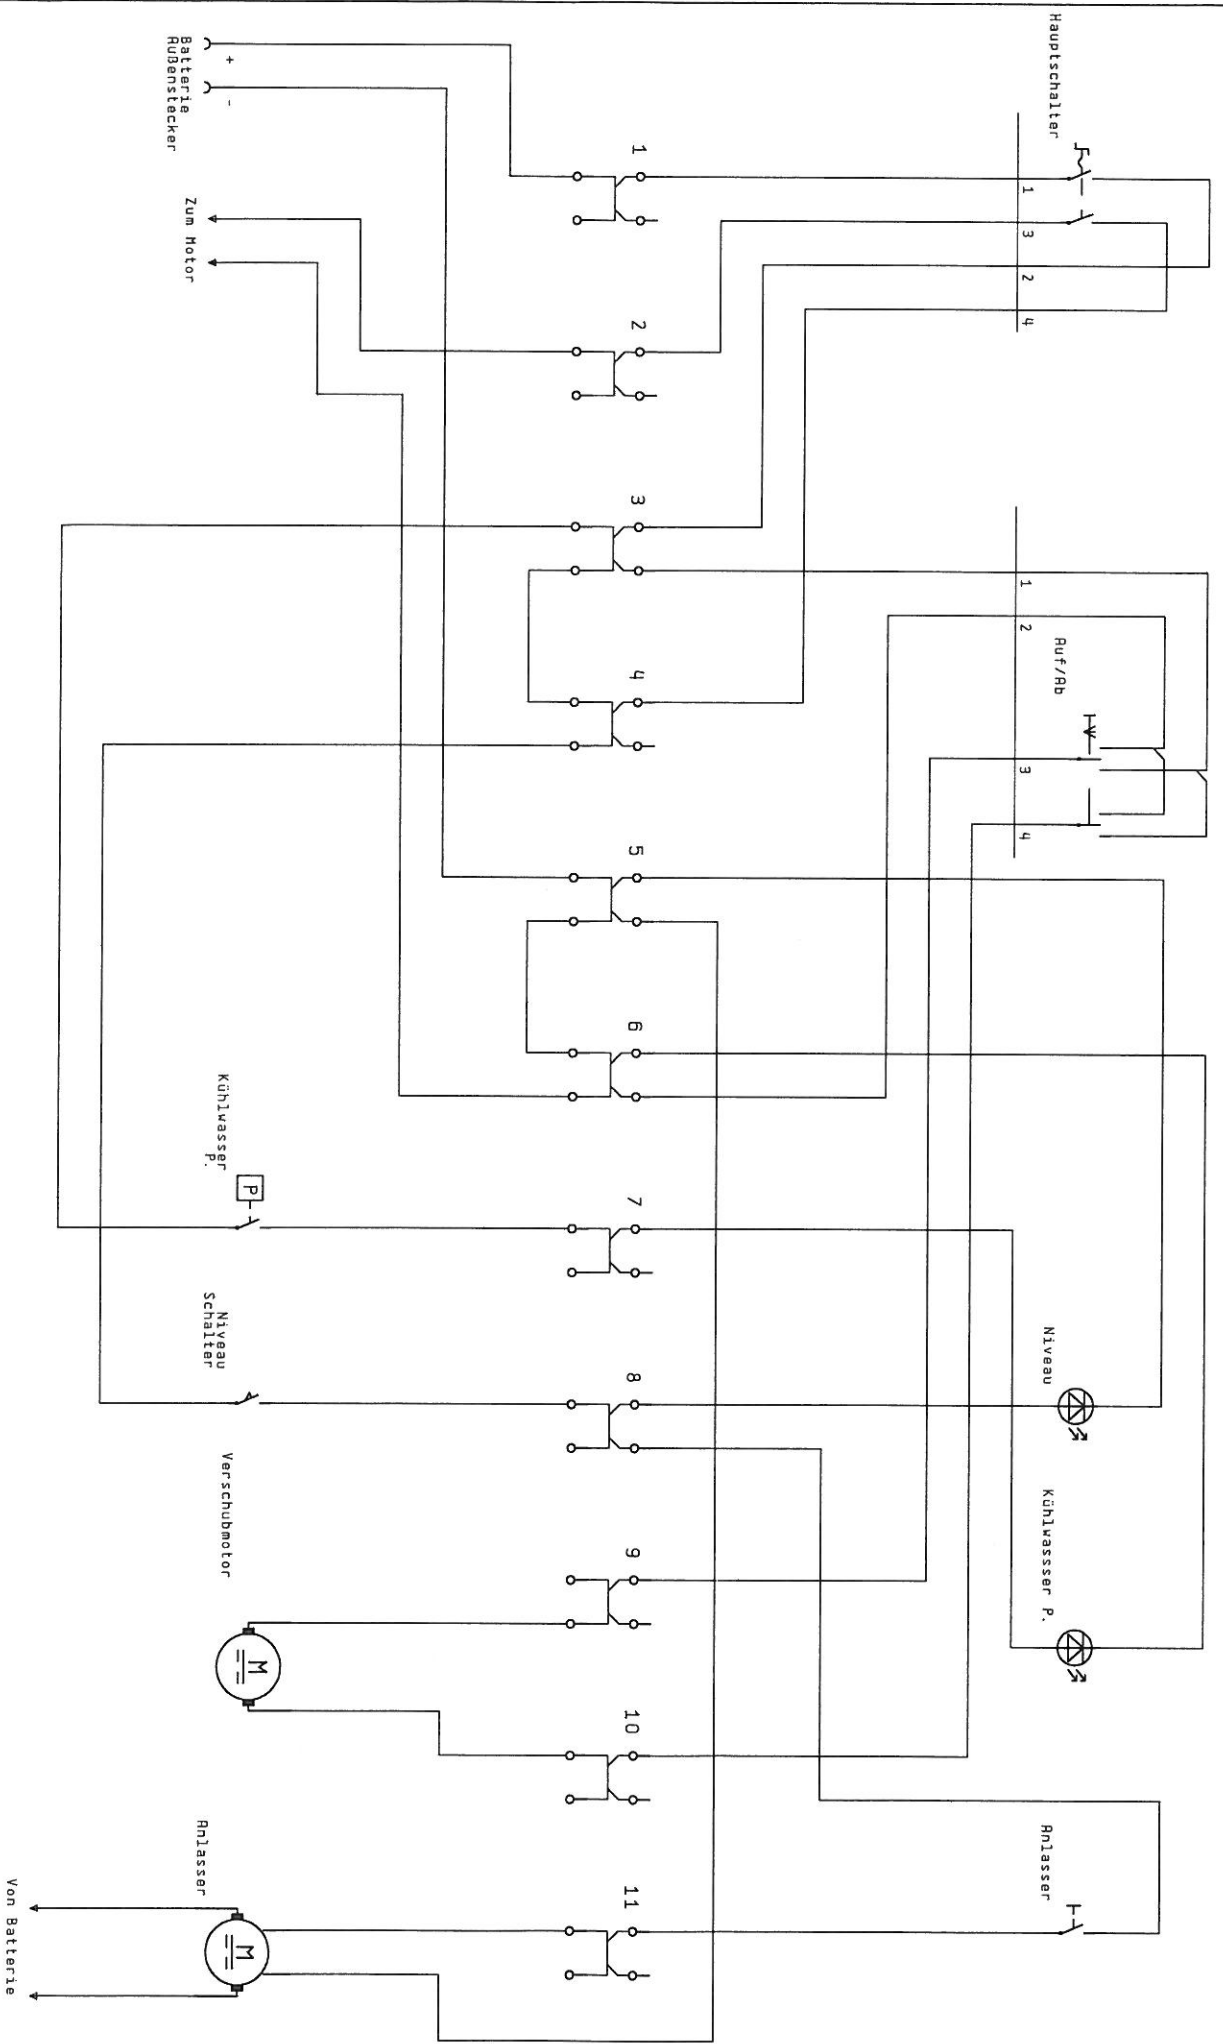 Hauptschalter
1
3
2
4
1
2
Auf/Ab
3
4
Niveau
Kühlwassser P.
Anlasser
1
2
3
4
5
6
7
8
9
10
11
+
-
Batterie
Außenstecker
Zum Motor
Kühlwasser
P.
P
Niveau
Schalter
Verschubmotor
M
Anlasser
M
Von Batterie